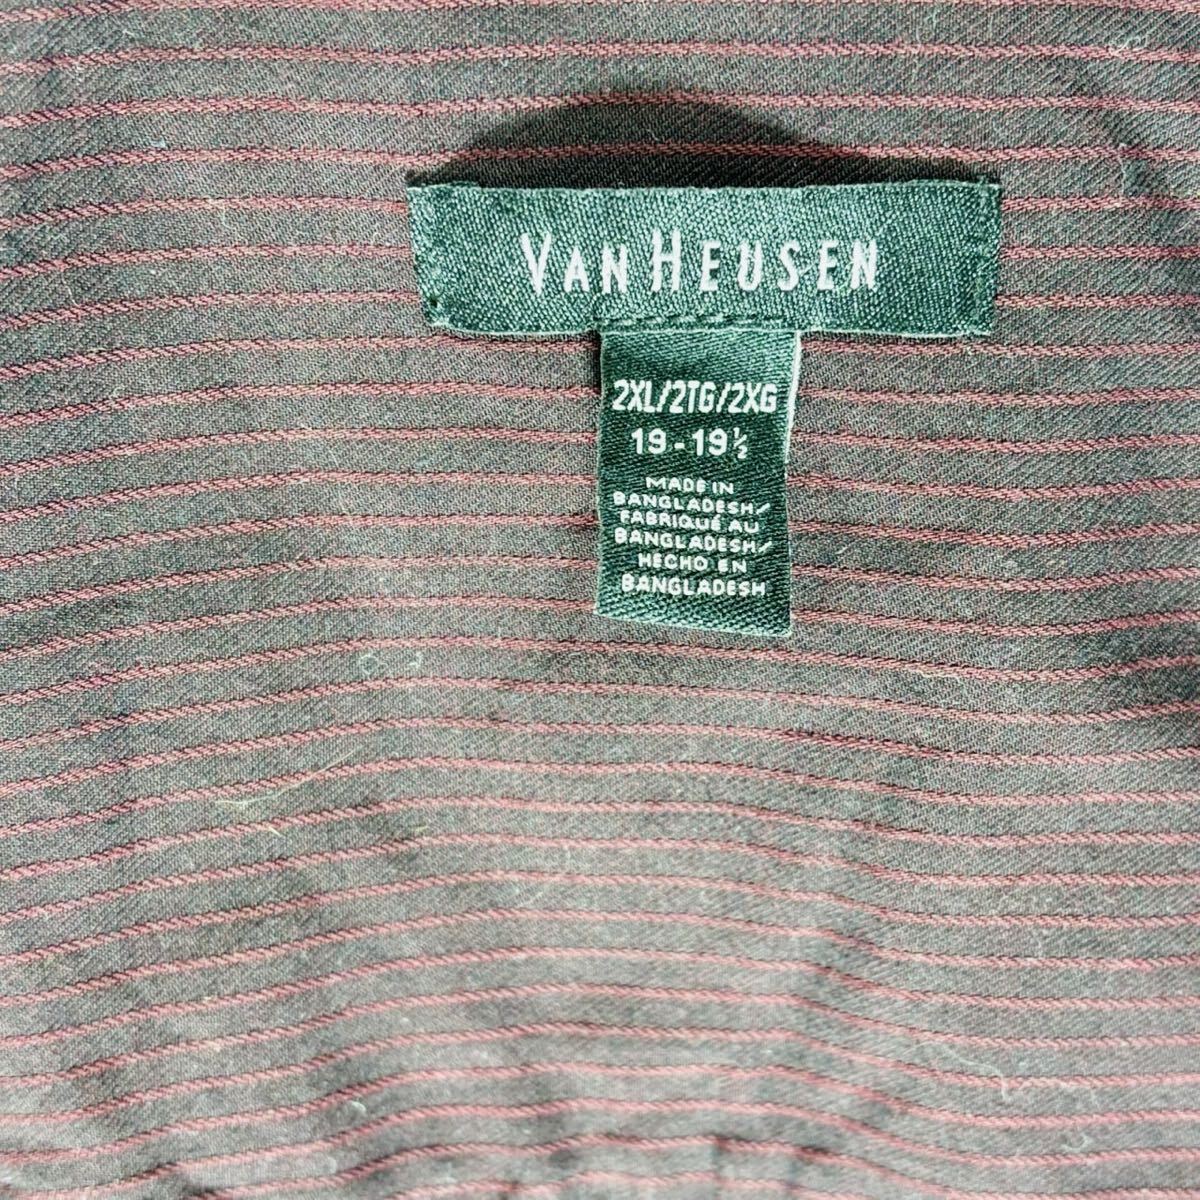 VAN HEUSEN
2XL/2TG/2XG
19-19½
MADE IN
BANGLADESH/
FABRIQUÉ AU
BANGLADESH/
HECHO EN
BANGLADESH